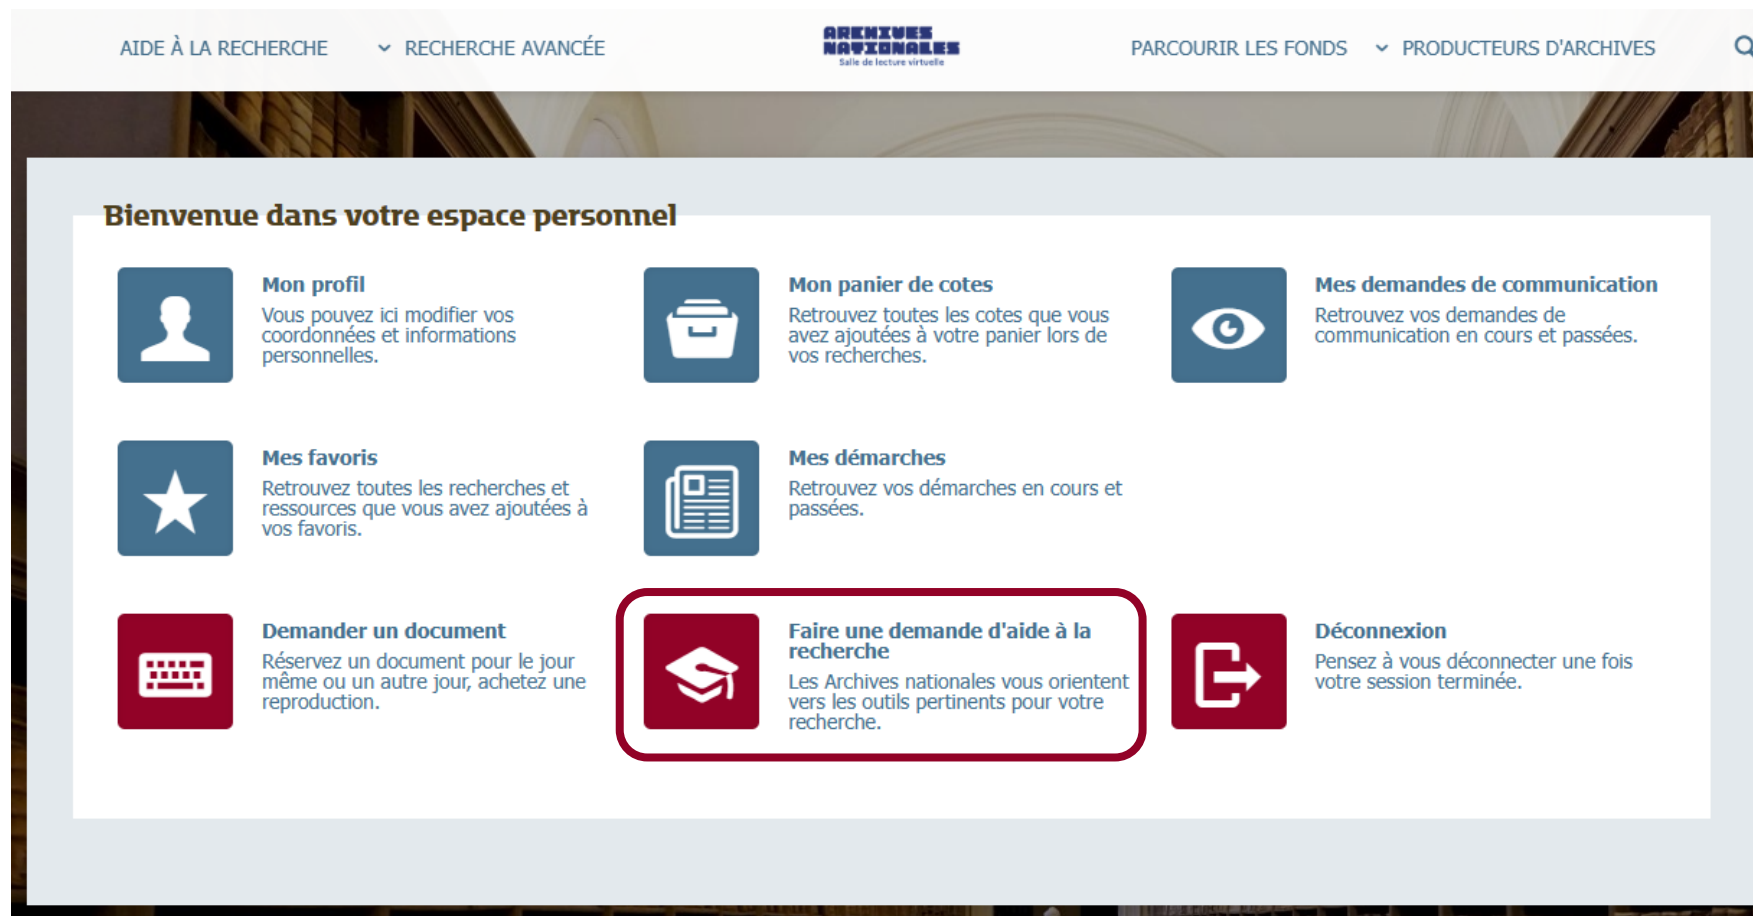 AIDE À LA RECHERCHE
RECHERCHE AVANCÉE
ARCHIVES
NATIONALES
Salle de lecture virtuelle
PARCOURIR LES FONDS
PRODUCTEURS D'ARCHIVES
Bienvenue dans votre espace personnel
Mon profil
Vous pouvez ici modifier vos
coordonnées et informations
personnelles.
Mon panier de cotes
Retrouvez toutes les cotes que vous
avez ajoutées à votre panier lors de
vos recherches.
Mes demandes de communication
Retrouvez vos demandes de
communication en cours et passées.
Mes favoris
Retrouvez toutes les recherches et
ressources que vous avez ajoutées à
vos favoris.
Mes démarches
Retrouvez vos démarches en cours et
passées.
Demander un document
Réservez un document pour le jour
même ou un autre jour, achetez une
reproduction.
Faire une demande d'aide à la
recherche
Les Archives nationales vous orientent
vers les outils pertinents pour votre
recherche.
Déconnexion
Pensez à vous déconnecter une fois
votre session terminée.